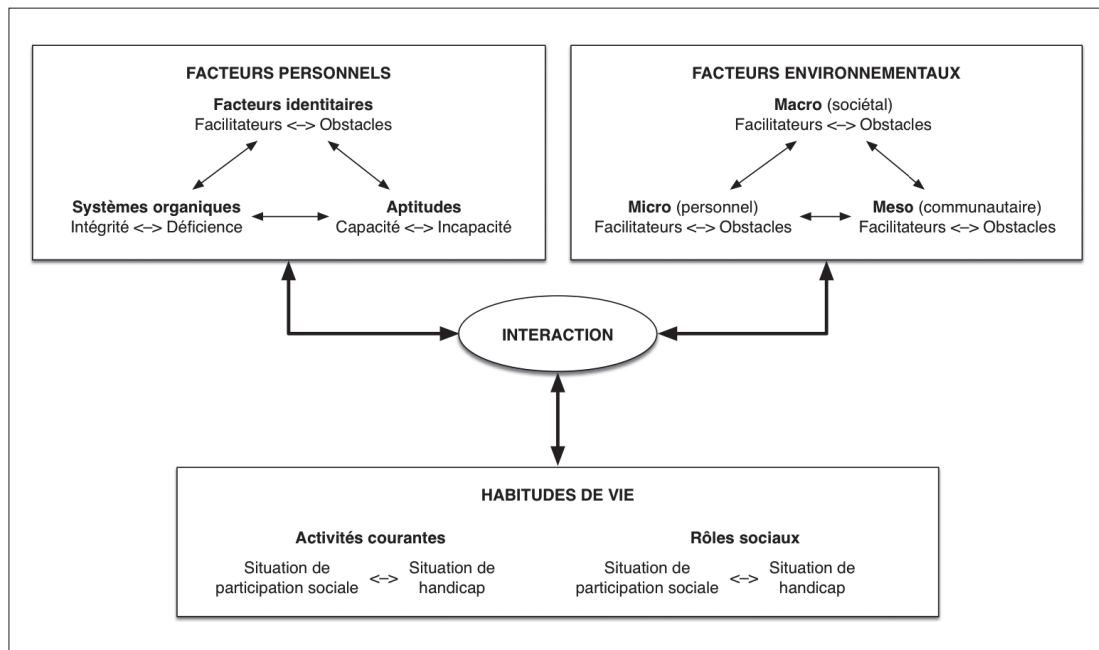 FACTEURS PERSONNELS
Facteurs identitaires
Facilitateurs <–> Obstacles
Systèmes organiques
Intégrité <–> Déficience
Aptitudes
Capacité <–> Incapacité
FACTEURS ENVIRONNEMENTAUX
Macro (sociétal)
Facilitateurs <–> Obstacles
Micro (personnel)
Facilitateurs <–> Obstacles
Meso (communautaire)
Facilitateurs <–> Obstacles
INTERACTION
HABITUDES DE VIE
Activités courantes
Situation de
participation sociale
<–>
Situation de
handicap
Rôles sociaux
Situation de
participation sociale
<–>
Situation de
handicap